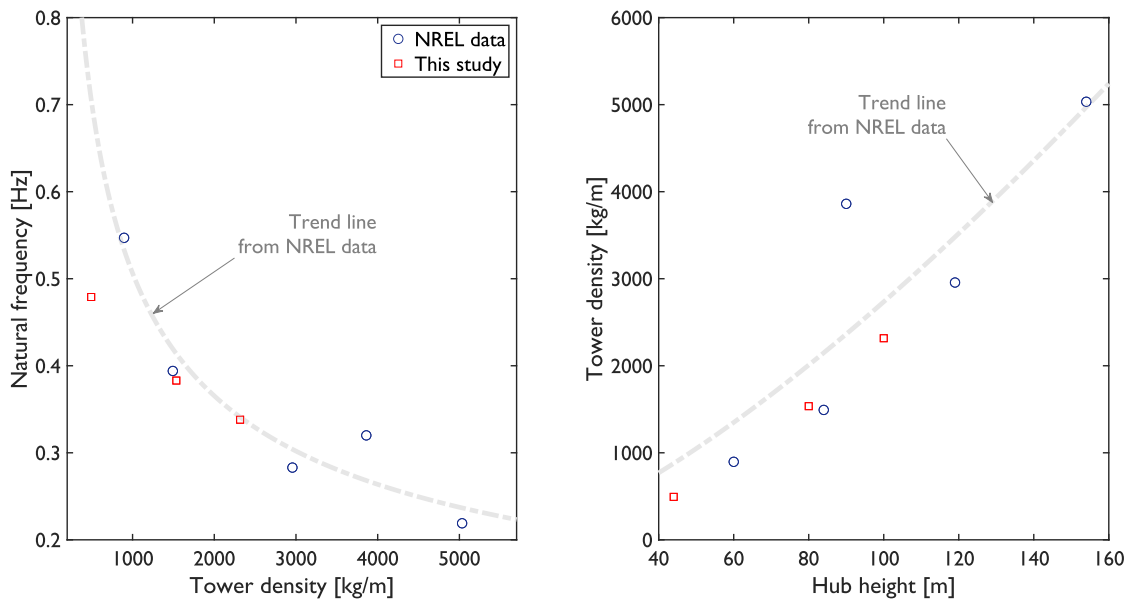 0.8
0.7
0.6
0.5
0.4
0.3
0.2
Natural frequency [Hz]
NREL data
This study
Trend line
from NREL data
1000 2000 3000 4000 5000
Tower density [kg/m]
6000
5000
4000
3000
2000
1000
0
Tower density [kg/m]
Trend line
from NREL data
40 60 80 100 120 140 160
Hub height [m]